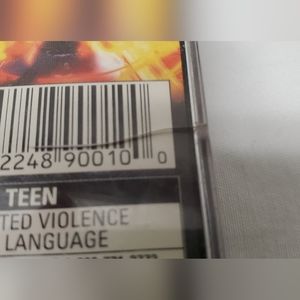 2248 90010 0
TEEN
TED VIOLENCE
LANGUAGE